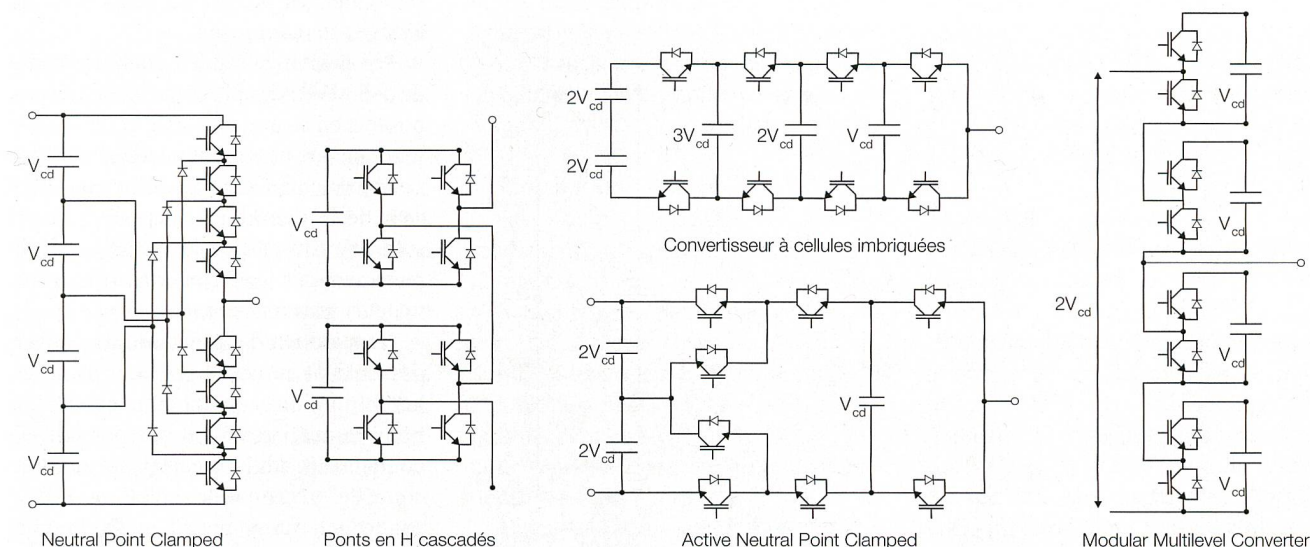 V_cd
V_cd
V_cd
V_cd
Neutral Point Clamped
V_cd
V_cd
Ponts en H cascadés
2V_cd
2V_cd
3V_cd
2V_cd
V_cd
Convertisseur à cellules imbriquées
2V_cd
2V_cd
V_cd
Active Neutral Point Clamped
2V_cd
V_cd
V_cd
V_cd
V_cd
Modular Multilevel Converter